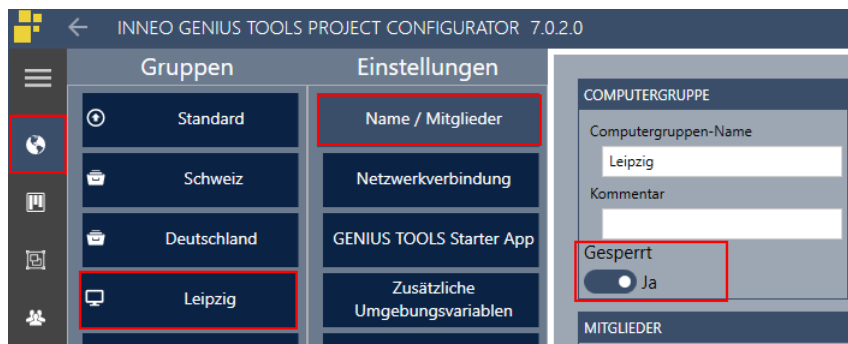 INNEO GENIUS TOOLS PROJECT CONFIGURATOR 7.0.2.0
Gruppen
Standard
Schweiz
Deutschland
Leipzig
Einstellungen
Name / Mitglieder
Netzwerkverbindung
GENIUS TOOLS Starter App
Zusätzliche
Umgebungsvariablen
COMPUTERGRUPPE
Computergruppen-Name
Leipzig
Kommentar
Gesperrt
Ja
MITGLIEDER